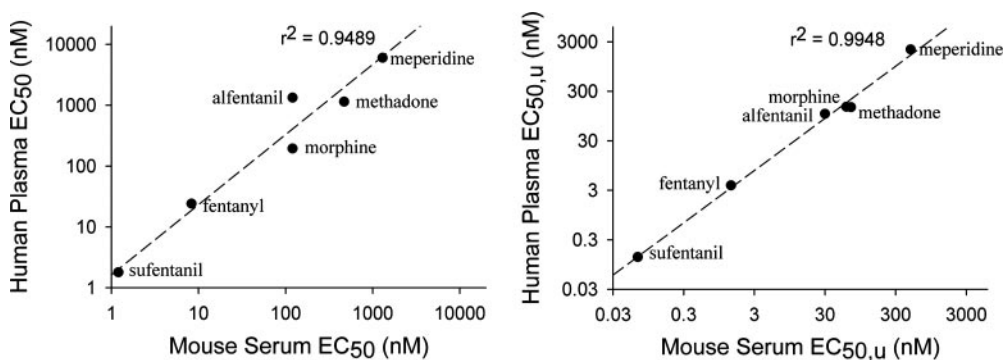 10000
1000
100
10
1
Human Plasma EC50 (nM)
r² = 0.9489
meperidine
alfentanil
methadone
morphine
fentanyl
sufentanil
1 10 100 1000 10000
Mouse Serum EC50 (nM)
3000
300
30
3
0.3
0.03
Human Plasma EC50,u (nM)
r² = 0.9948
meperidine
morphine
alfentanil
methadone
fentanyl
sufentanil
0.03 0.3 3 30 300 3000
Mouse Serum EC50,u (nM)